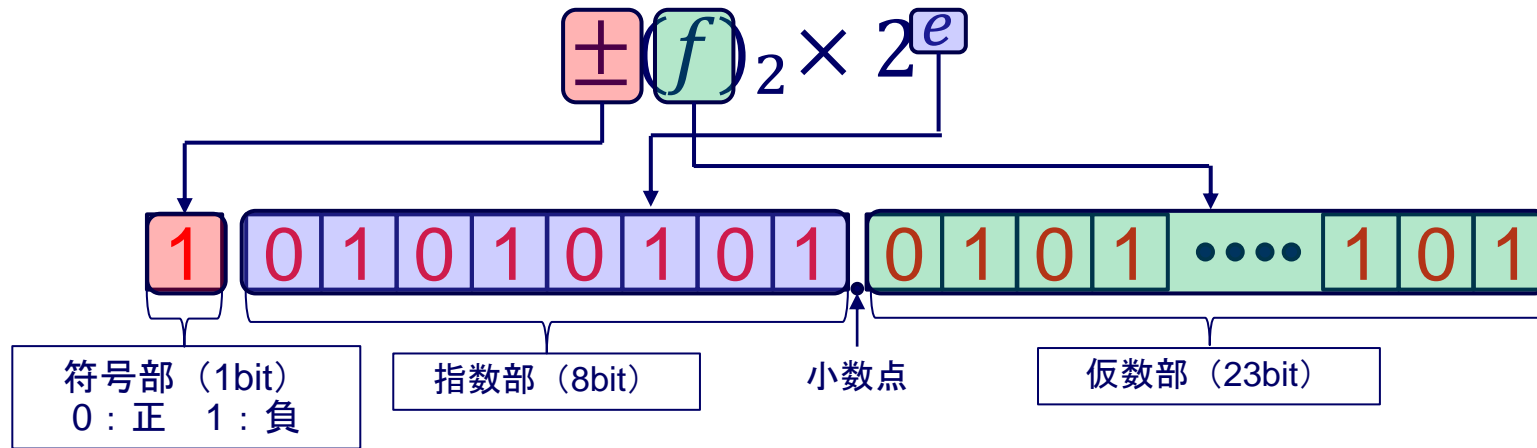 ±(f)₂ × 2ᵉ
1 0 1 0 1 0 1 0 1 . 0 1 0 1 •••• 1 0 1
符号部（1bit）
0：正　1：負
指数部（8bit）
小数点
仮数部（23bit）